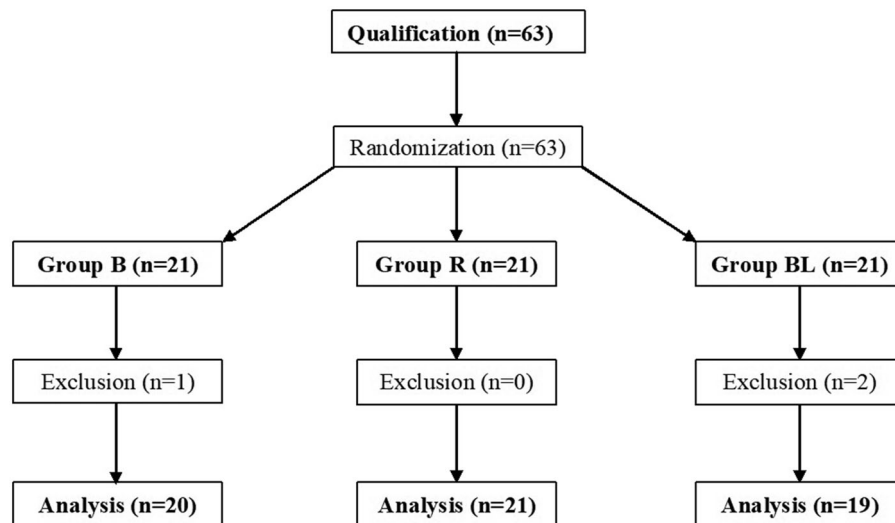 Qualification (n=63)
Randomization (n=63)
Group B (n=21)
Group R (n=21)
Group BL (n=21)
Exclusion (n=1)
Exclusion (n=0)
Exclusion (n=2)
Analysis (n=20)
Analysis (n=21)
Analysis (n=19)